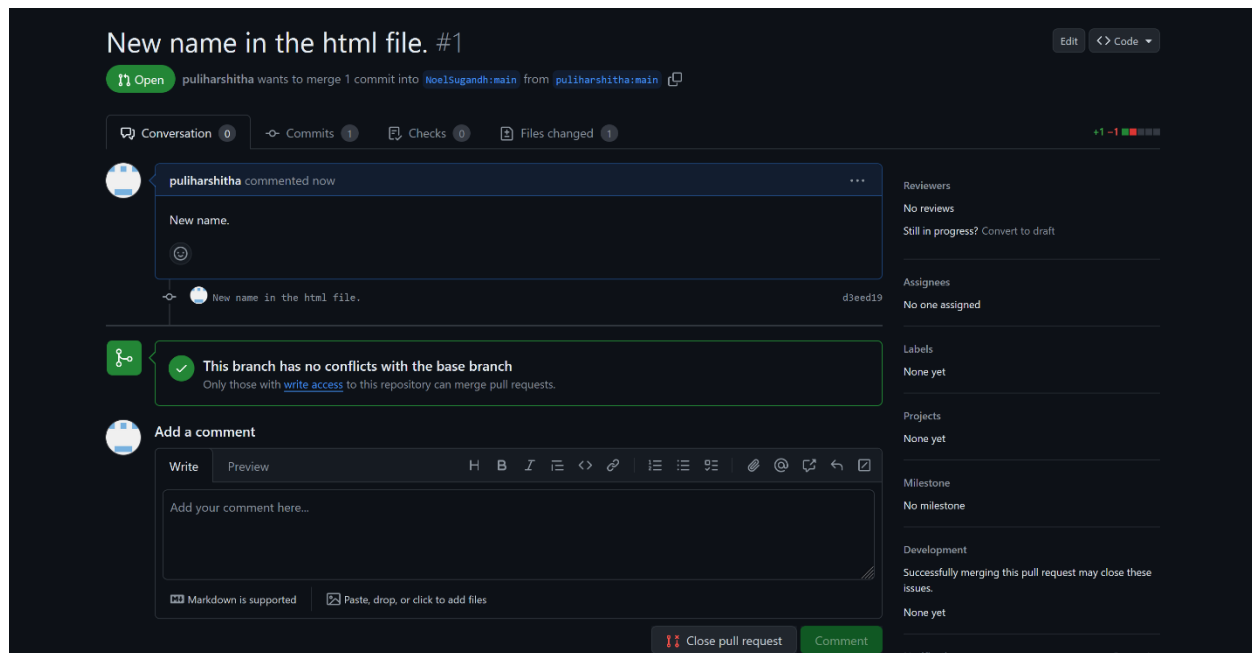 New name in the html file. #1
Edit
<> Code
Open
puliharshitha wants to merge 1 commit into NoelSugandh:main from puliharshitha:main
Conversation 0
Commits 1
Checks 0
Files changed 1
+1 −1
puliharshitha commented now
New name.
New name in the html file.
d3eed19
This branch has no conflicts with the base branch
Only those with write access to this repository can merge pull requests.
Add a comment
Write
Preview
Add your comment here...
Markdown is supported
Paste, drop, or click to add files
Close pull request
Comment
Reviewers
No reviews
Still in progress? Convert to draft
Assignees
No one assigned
Labels
None yet
Projects
None yet
Milestone
No milestone
Development
Successfully merging this pull request may close these
issues.
None yet